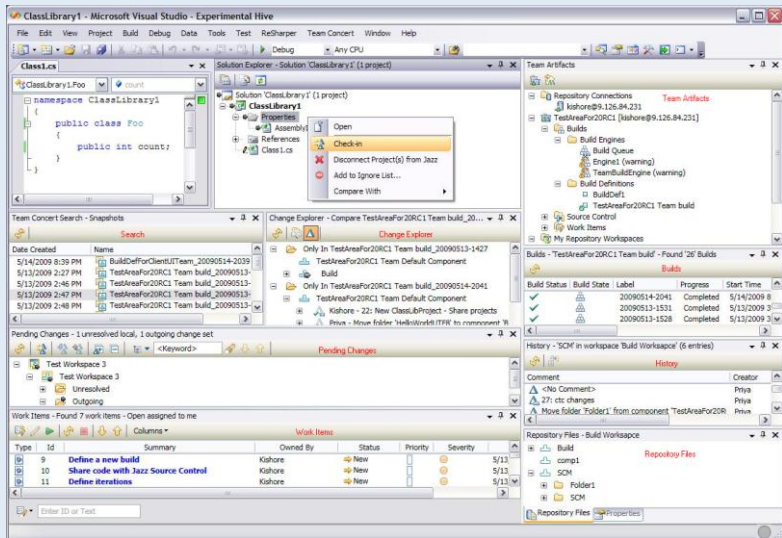 ClassLibrary1 - Microsoft Visual Studio - Experimental Hive
File Edit View Project Build Debug Data Tools Test ReSharper Team Concert Window Help
Debug Any CPU
Class1.cs
ClassLibrary1.Foo count
namespace ClassLibrary1
{
public class Foo
{
public int count;
}
}
Solution Explorer - Solution 'ClassLibrary1' (1 project)
Solution 'ClassLibrary1' (1 project)
ClassLibrary1
Properties
References
Class1.cs
Open
Check-in
Disconnect Project(s) from Jazz
Add to Ignore List...
Compare With
Team Artifacts
Repository Connections
Team Artifacts
kishore@9.126.84.231
TestAreaFor20RC1 [kishore@9.126.84.231]
Builds
Build Engines
Build Queue
Engine1 (warning)
TeamBuildEngine (warning)
Build Definitions
BuildDef1
TestAreaFor20RC1 Team build
Source Control
Work Items
My Repository Workspaces
Team Concert Search - Snapshots
Search
Date Created Name
5/14/2009 8:39 PM BuildDefForClientUITeam_20090514-2039
5/13/2009 2:27 PM TestAreaFor20RC1 Team build_20090513-
5/13/2009 2:46 PM TestAreaFor20RC1 Team build_20090513-
5/13/2009 2:47 PM TestAreaFor20RC1 Team build_20090513-
5/13/2009 2:48 PM TestAreaFor20RC1 Team build_20090513-
Change Explorer - Compare TestAreaFor20RC1 Team build_20...
Change Explorer
Only In TestAreaFor20RC1 Team build_20090513-1427
TestAreaFor20RC1 Team Default Component
Build
Only In TestAreaFor20RC1 Team build_20090514-2041
TestAreaFor20RC1 Team Default Component
Kishore - 22: New ClassLibProject - Share projects
Priya - Move folder 'HelloWorldUTER' to component 'B
Builds - 'TestAreaFor20RC1 Team build' - Found '26' Builds
Builds
Build Status Build State Label Progress Start Time
20090514-2041 Completed 5/14/2009 8
20090513-1531 Completed 5/13/2009 3
20090513-1528 Completed 5/13/2009 3
Pending Changes - 1 unresolved local, 1 outgoing change set
<Keyword>
Pending Changes
Test Workspace 3
Test Workspace 3
Unresolved
Outgoing
History - 'SCM' in workspace 'Build Worksapce' (6 entries)
History
Comment Creator
<No Comment> Priya
27: ctc changes Priya
Move folder 'Folder1' from component 'TestAreaFor20R Priya
Work Items - Found 7 work items - Open assigned to me
Columns
Work Items
Type Id Summary Owned By Status Priority Severity
9 Define a new build Kishore New 5/13
10 Share code with Jazz Source Control Kishore New 5/13
11 Define iterations Kishore New 5/13
Enter ID or Text
Repository Files - Build Worksapce
Build
Repository Files
comp1
SCM
Folder1
SCM
Repository Files Properties